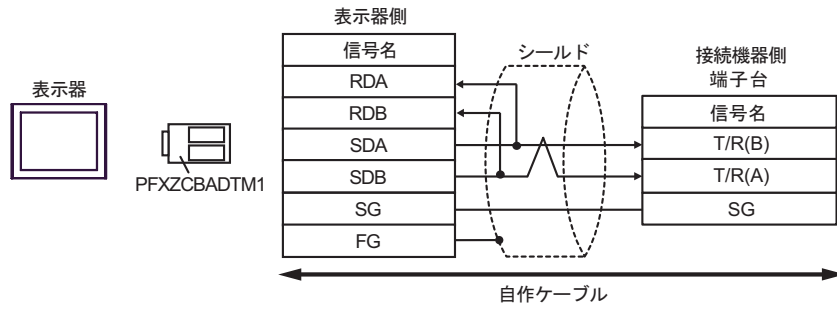 表示器
PFXZCBADTM1
表示器側
信号名
RDA
RDB
SDA
SDB
SG
FG
シールド
接続機器側
端子台
信号名
T/R(B)
T/R(A)
SG
自作ケーブル